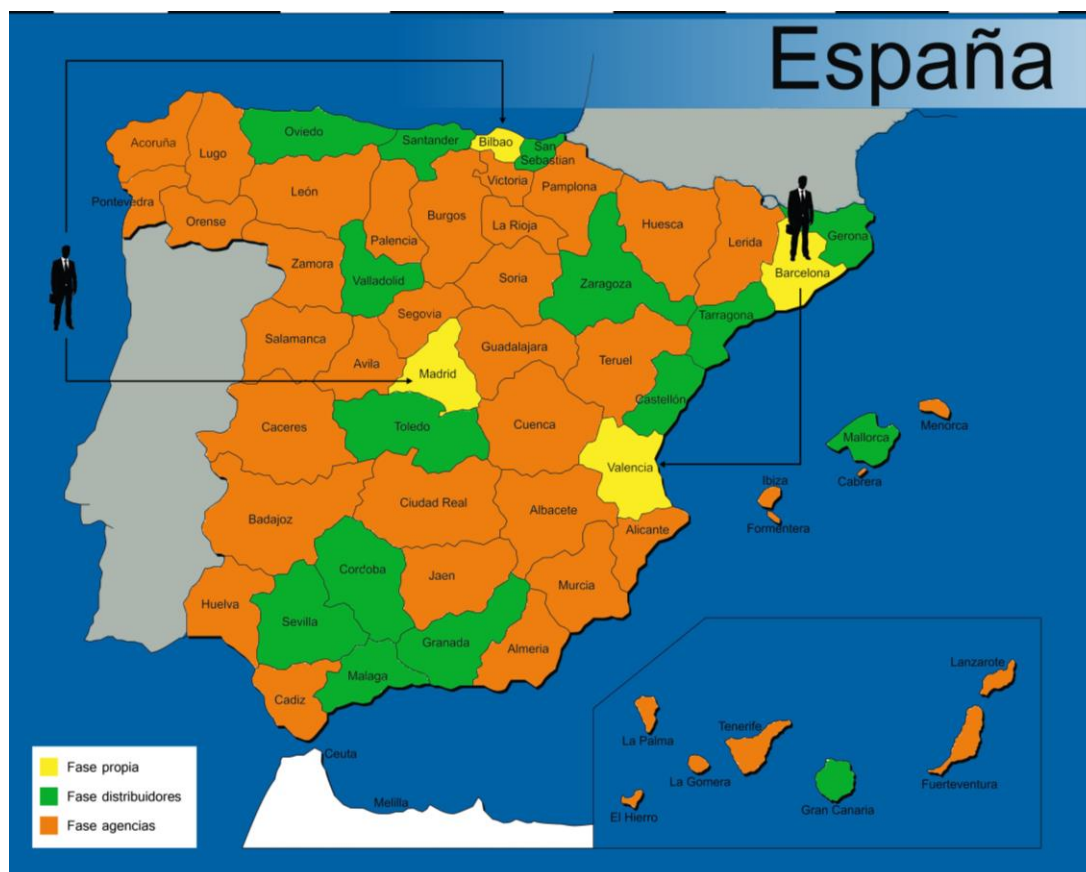 España
Acoruña
Lugo
Oviedo
Santander
Bilbao
San
Sebastian
Pontevedra
Orense
León
Palencia
Burgos
Victoria
La Rioja
Pamplona
Huesca
Lerida
Gerona
Barcelona
Zamora
Valladolid
Soria
Zaragoza
Tarragona
Salamanca
Segovia
Avila
Madrid
Guadalajara
Teruel
Castellón
Caceres
Toledo
Cuenca
Valencia
Mallorca
Menorca
Cabrera
Ibiza
Formentera
Badajoz
Ciudad Real
Albacete
Alicante
Huelva
Sevilla
Cordoba
Jaen
Murcia
Cadiz
Malaga
Granada
Almeria
Ceuta
Melilla
La Palma
La Gomera
El Hierro
Tenerife
Gran Canaria
Lanzarote
Fuerteventura
Fase propia
Fase distribuidores
Fase agencias